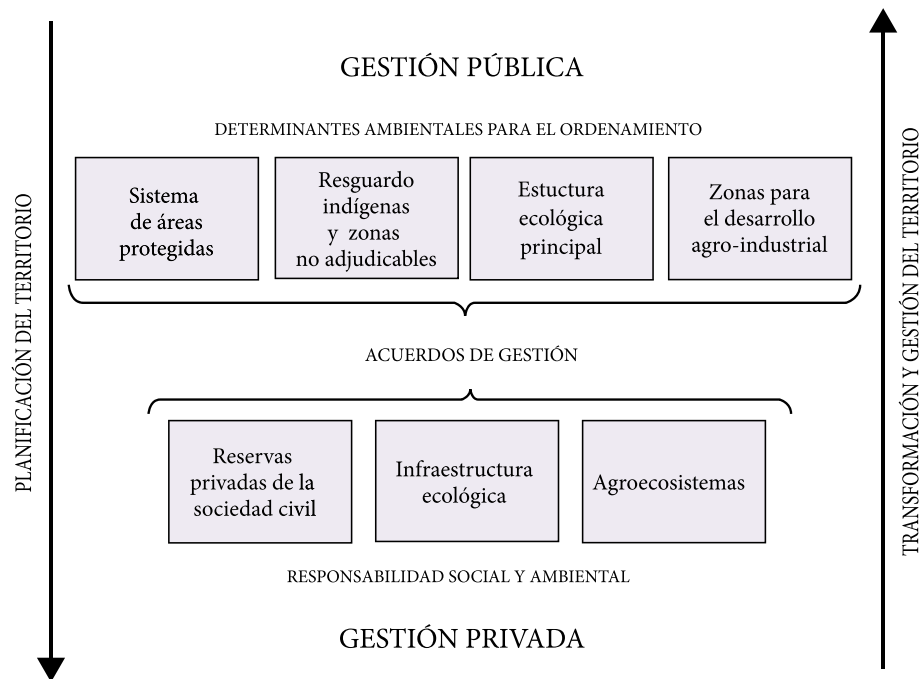 GESTIÓN PÚBLICA
DETERMINANTES AMBIENTALES PARA EL ORDENAMIENTO
Sistema
de áreas
protegidas
Resguardo
indígenas
y zonas
no adjudicables
Estuctura
ecológica
principal
Zonas para
el desarrollo
agro-industrial
ACUERDOS DE GESTIÓN
Reservas
privadas de la
sociedad civil
Infraestructura
ecológica
Agroecosistemas
RESPONSABILIDAD SOCIAL Y AMBIENTAL
GESTIÓN PRIVADA
PLANIFICACIÓN DEL TERRITORIO
TRANSFORMACIÓN Y GESTIÓN DEL TERRITORIO